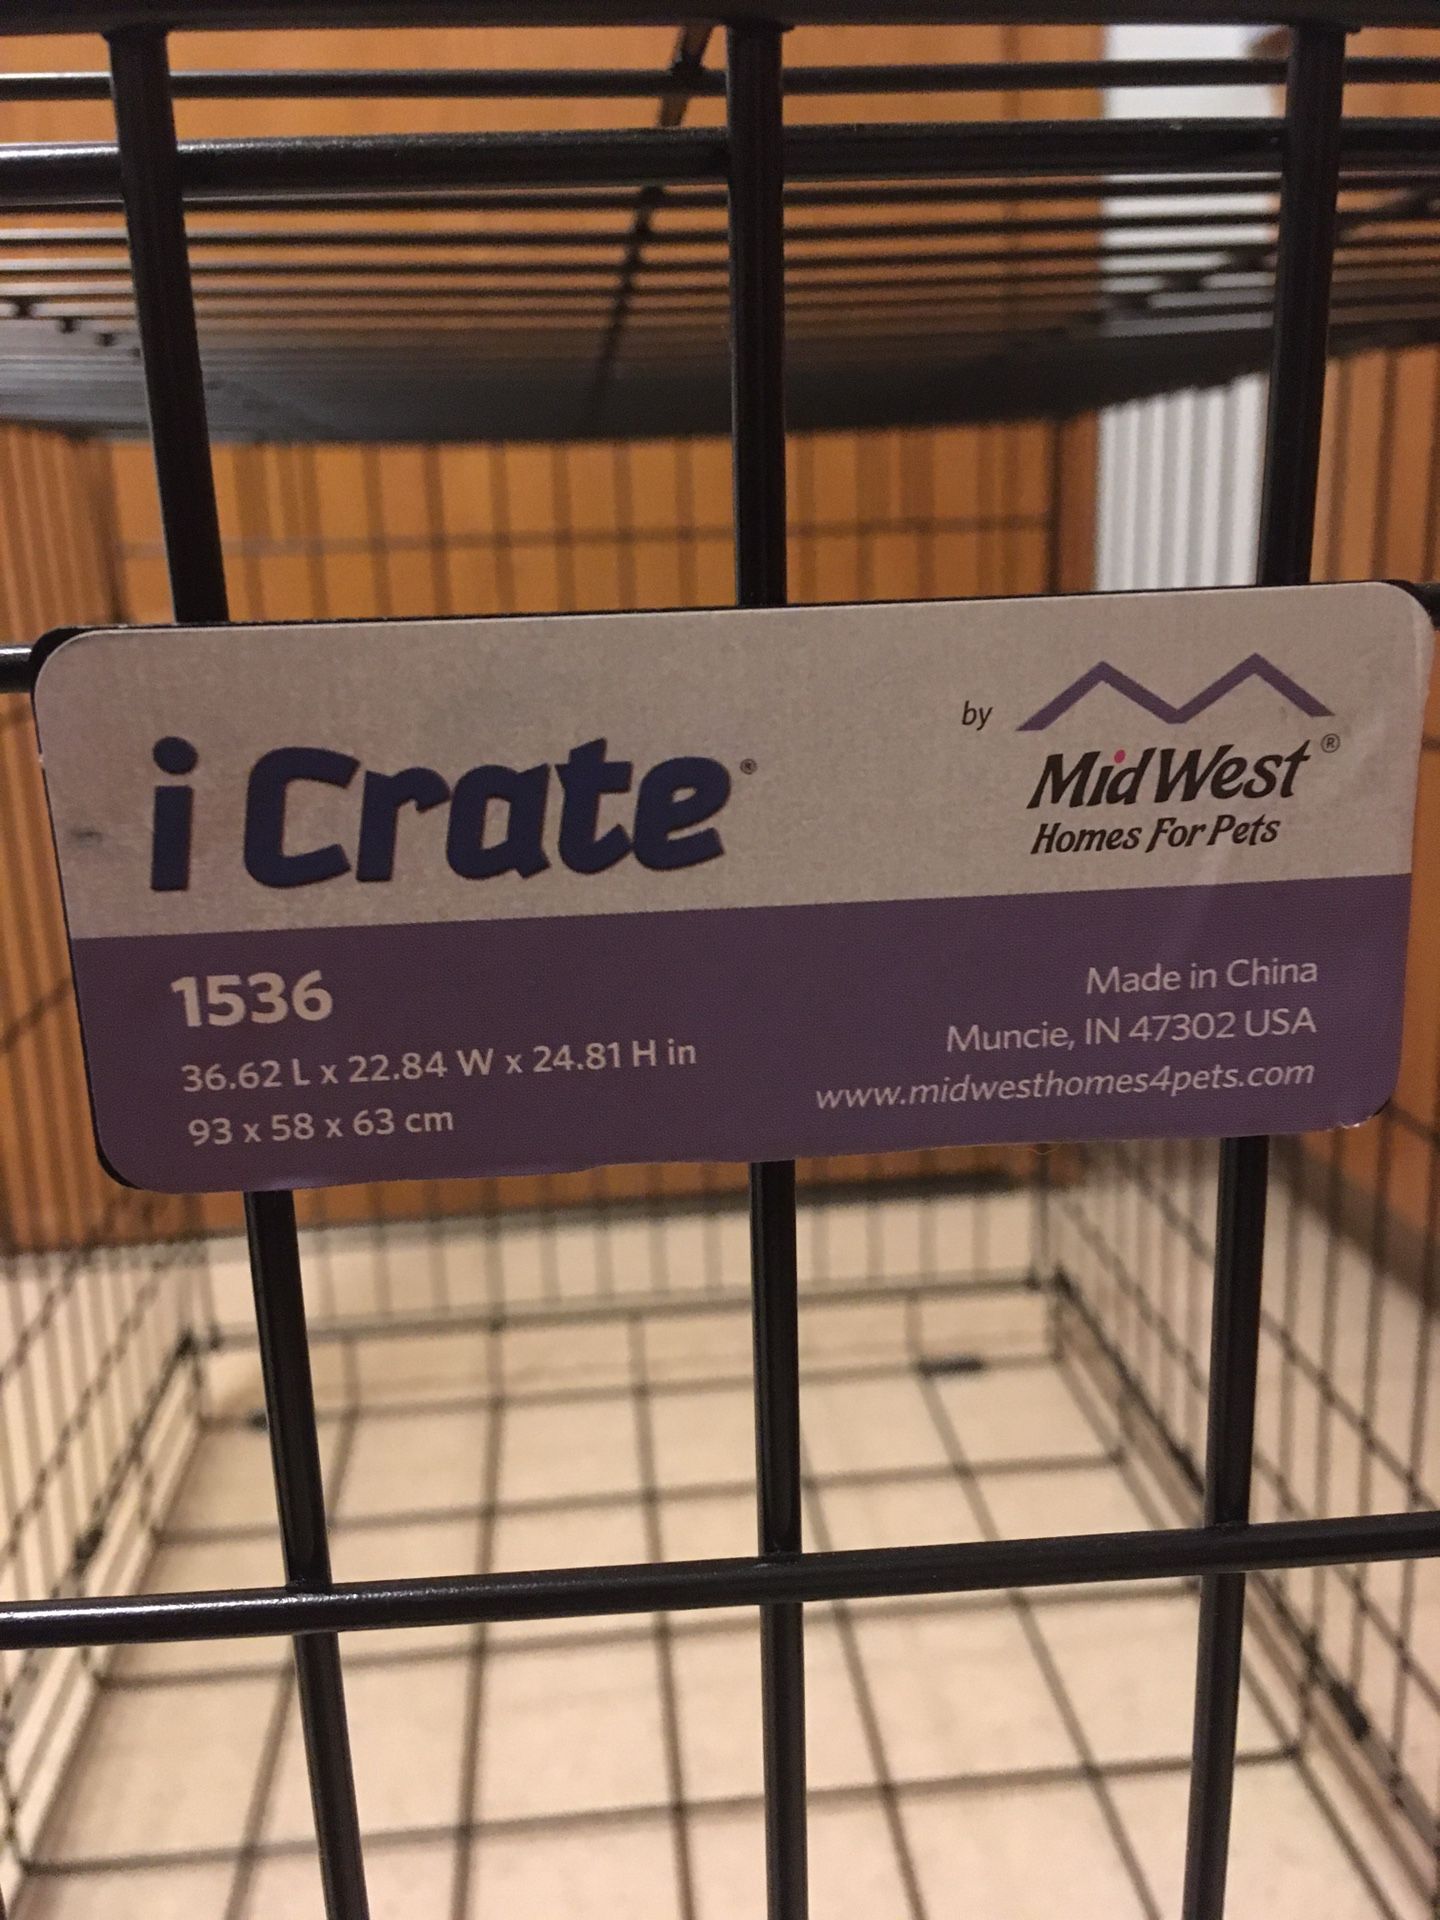 i Crate®
by
MidWest®
Homes For Pets
1536
36.62 L x 22.84 W x 24.81 H in
93 x 58 x 63 cm
Made in China
Muncie, IN 47302 USA
www.midwesthomes4pets.com